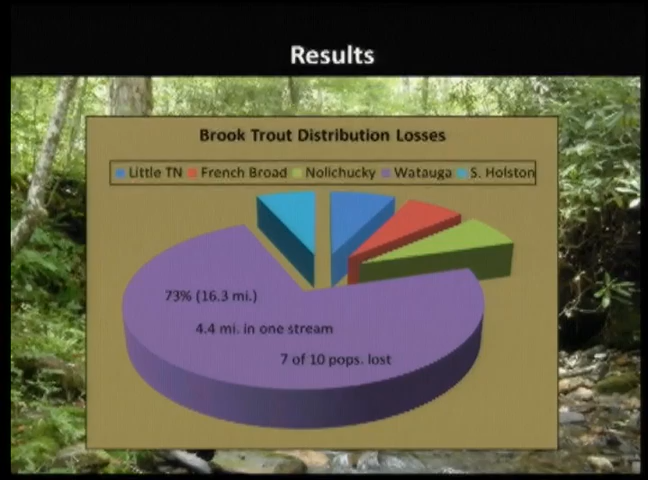 Results
Brook Trout Distribution Losses
Little TN French Broad Nolichucky Watauga S. Holston
73% (16.3 mi.)
4.4 mi. in one stream
7 of 10 pops. lost